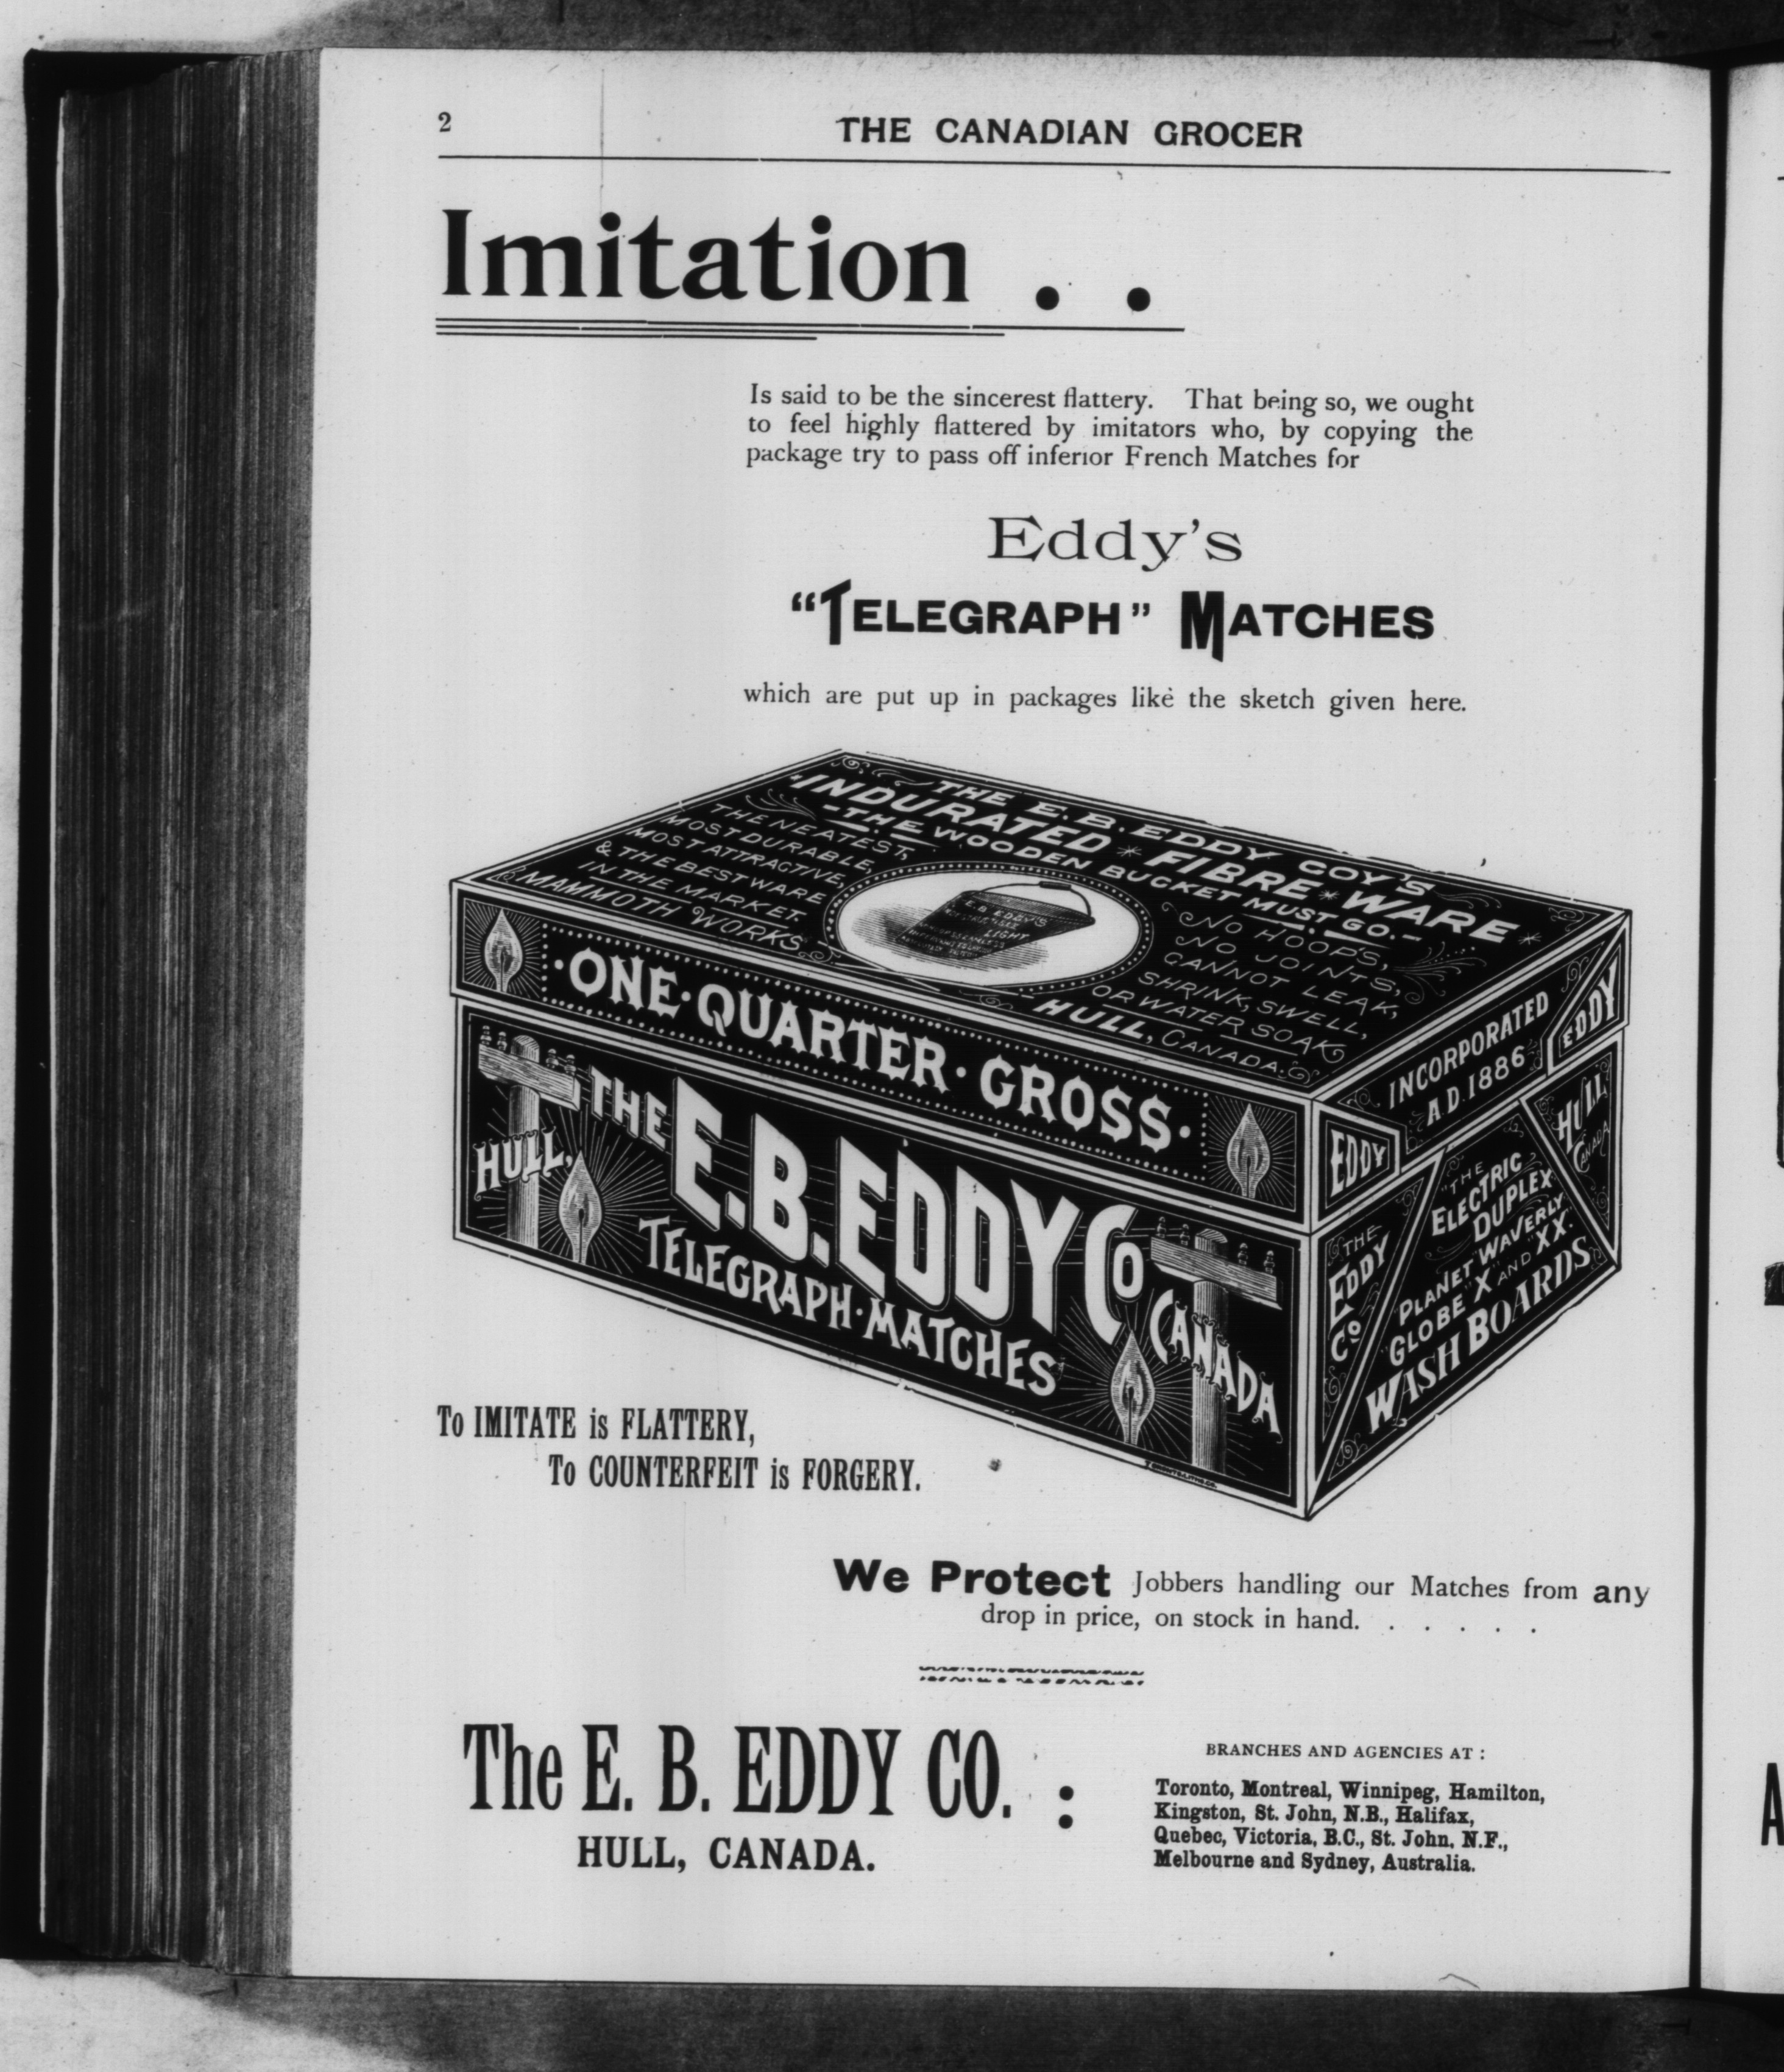 2
THE CANADIAN GROCER
Imitation . .
Is said to be the sincerest flattery. That being so, we ought
to feel highly flattered by imitators who, by copying the
package try to pass off inferior French Matches for
Eddy's
"TELEGRAPH" MATCHES
which are put up in packages like the sketch given here.
THE E. B. EDDY COY'S
INDURATED * FIBRE * WARE *
-THE WOODEN BUCKET MUST GO.-
THE NEATEST,
MOST DURABLE,
MOST ATTRACTIVE,
& THE BEST WARE
IN THE MARKET.
MAMMOTH WORKS
E.B EDDY'S
LIGHT
NO HOOPS,
NO JOINTS,
CANNOT LEAK,
SHRINK, SWELL,
OR WATER SOAK
HULL, CANADA.
·ONE·QUARTER·GROSS·
HULL,
THE E.B.EDDY Co
TELEGRAPH·MATCHES
CANADA
EDDY
INCORPORATED
A.D. 1886
EDDY
THE
EDDY
Co
"THE
ELECTRIC
DUPLEX
PLANET "WAVERLY
"GLOBE "X" AND "XX."
WASH BOARDS
HULL
CANADA
To IMITATE is FLATTERY,
To COUNTERFEIT is FORGERY.
We Protect Jobbers handling our Matches from any
drop in price, on stock in hand. . . . . .
The E. B. EDDY CO. :
HULL, CANADA.
BRANCHES AND AGENCIES AT :
Toronto, Montreal, Winnipeg, Hamilton,
Kingston, St. John, N.B., Halifax,
Quebec, Victoria, B.C., St. John, N.F.,
Melbourne and Sydney, Australia.
A